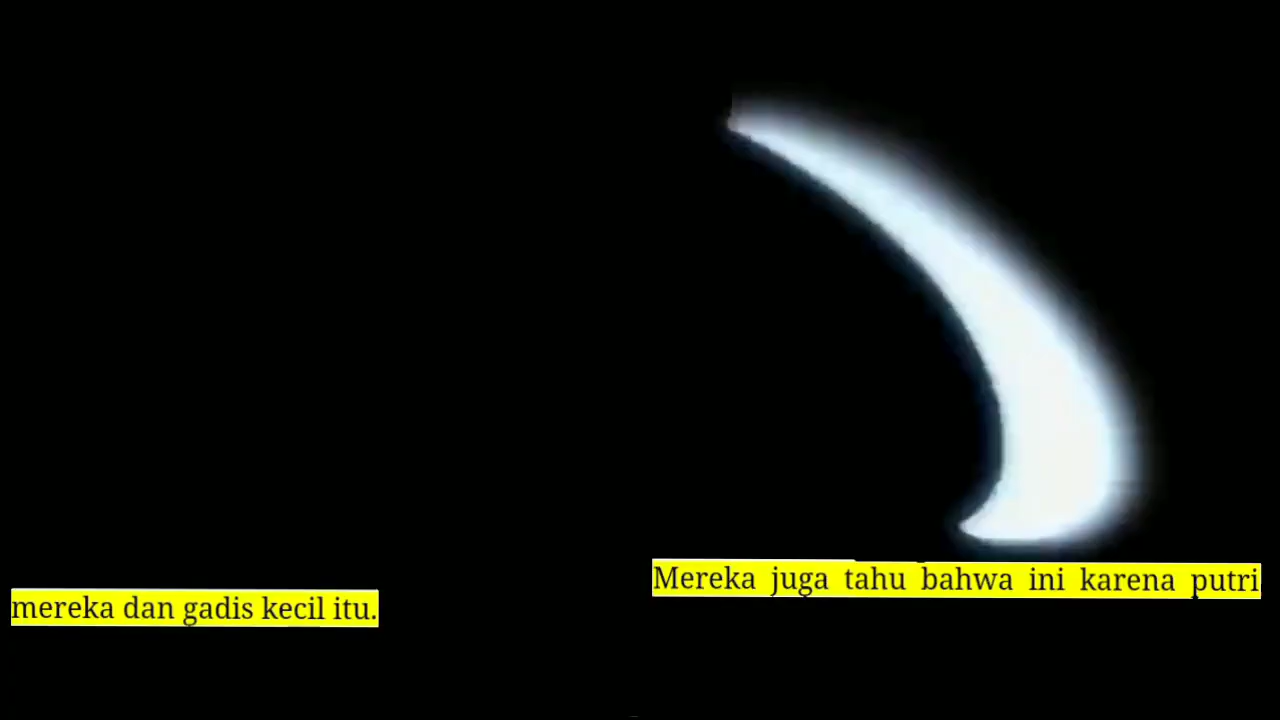 Mereka juga tahu bahwa ini karena putri
mereka dan gadis kecil itu.